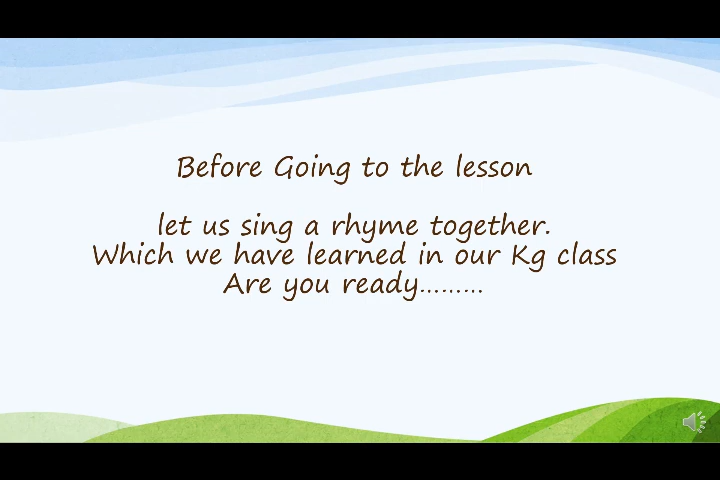 Before Going to the lesson
let us sing a rhyme together.
Which we have learned in our Kg class
Are you ready.........